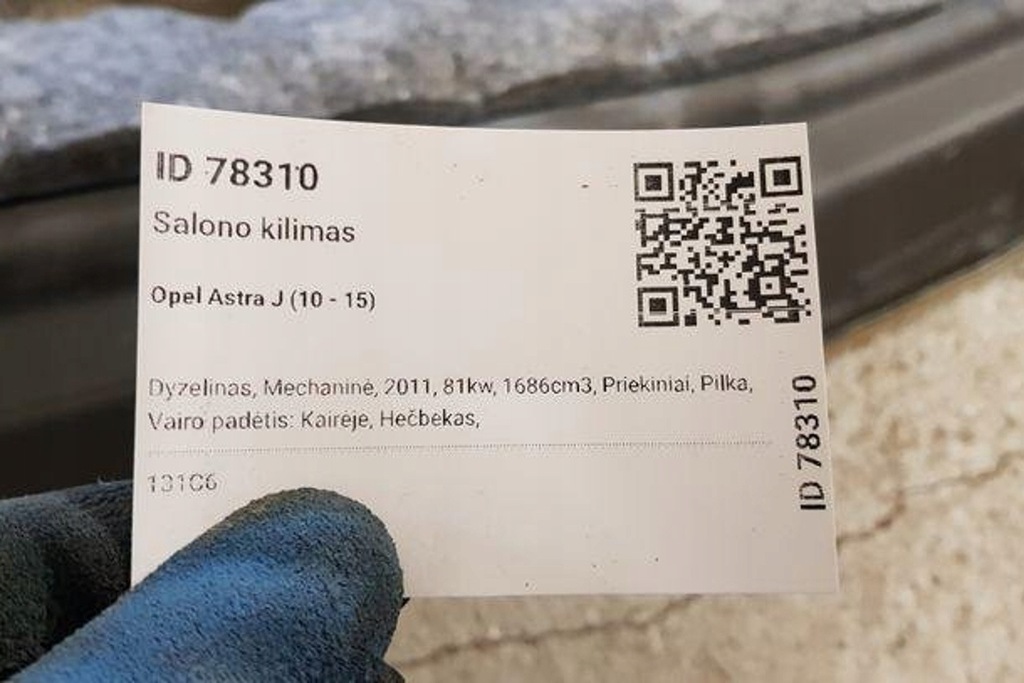 ID 78310
Salono kilimas
Opel Astra J (10 - 15)
Dyzelinas, Mechaninė, 2011, 81kw, 1686cm3, Priekiniai, Pilka,
Vairo padėtis: Kairėje, Hečbekas,
131C6
ID 78310